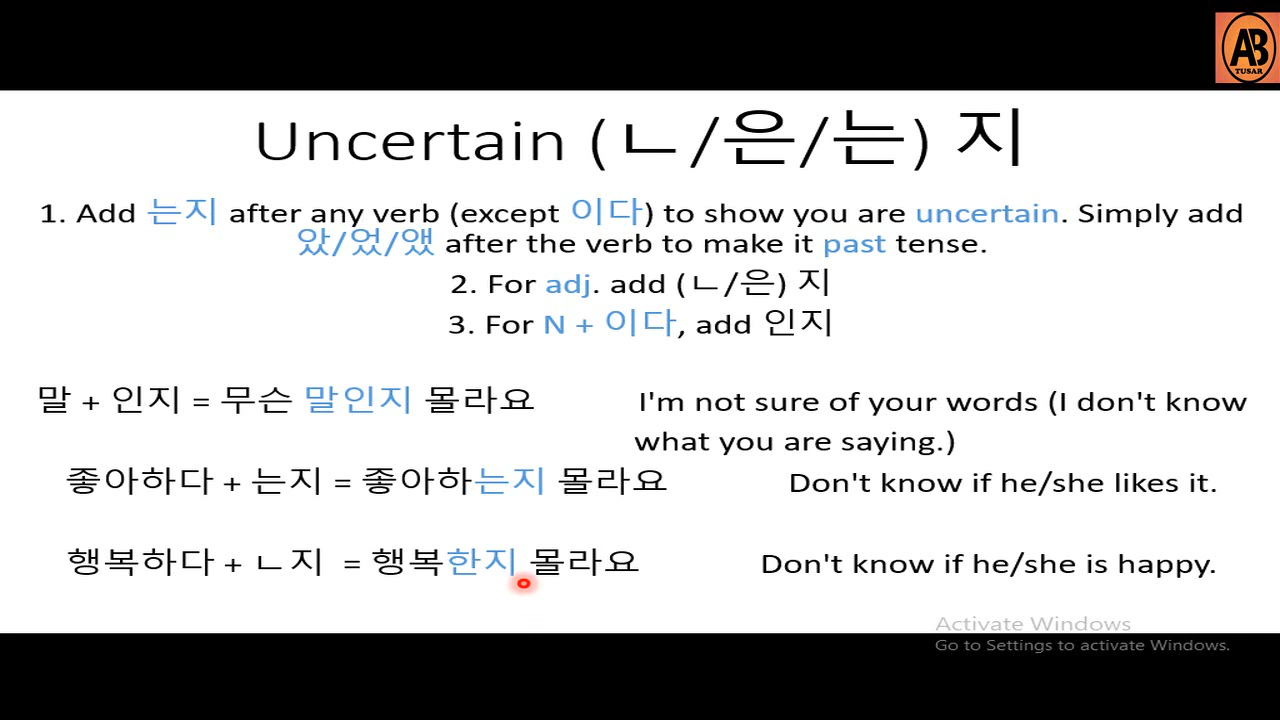 AB
TUSAR
Uncertain (ㄴ/은/는) 지
1. Add 는지 after any verb (except 이다) to show you are uncertain. Simply add
았/었/앴 after the verb to make it past tense.
2. For adj. add (ㄴ/은) 지
3. For N + 이다, add 인지
말 + 인지 = 무슨 말인지 몰라요
I'm not sure of your words (I don't know
what you are saying.)
좋아하다 + 는지 = 좋아하는지 몰라요
Don't know if he/she likes it.
행복하다 + ㄴ지 = 행복한지 몰라요
Don't know if he/she is happy.
Activate Windows
Go to Settings to activate Windows.